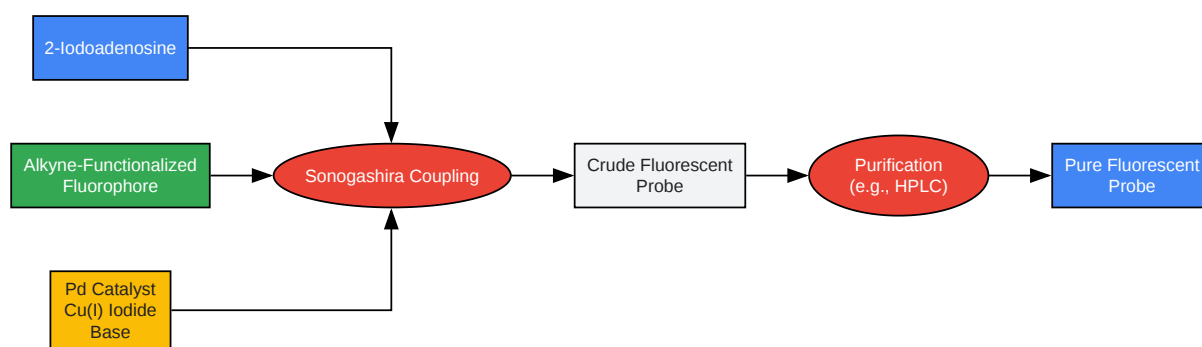 2-Iodoadenosine
Alkyne-Functionalized
Fluorophore
Sonogashira Coupling
Crude Fluorescent
Probe
Purification
(e.g., HPLC)
Pure Fluorescent
Probe
Pd Catalyst
Cu(I) Iodide
Base